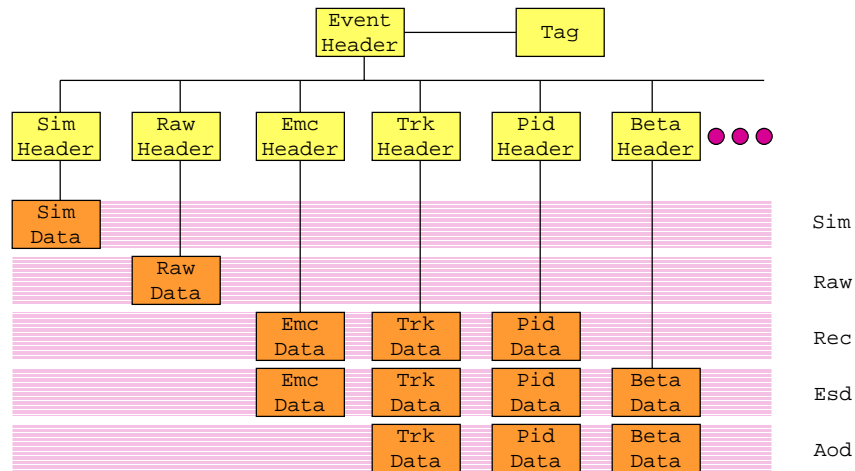 Event
Header
Tag
Sim
Header
Raw
Header
Emc
Header
Trk
Header
Pid
Header
Beta
Header
Sim
Data
Sim
Raw
Data
Raw
Emc
Data
Trk
Data
Pid
Data
Rec
Emc
Data
Trk
Data
Pid
Data
Beta
Data
Esd
Trk
Data
Pid
Data
Beta
Data
Aod